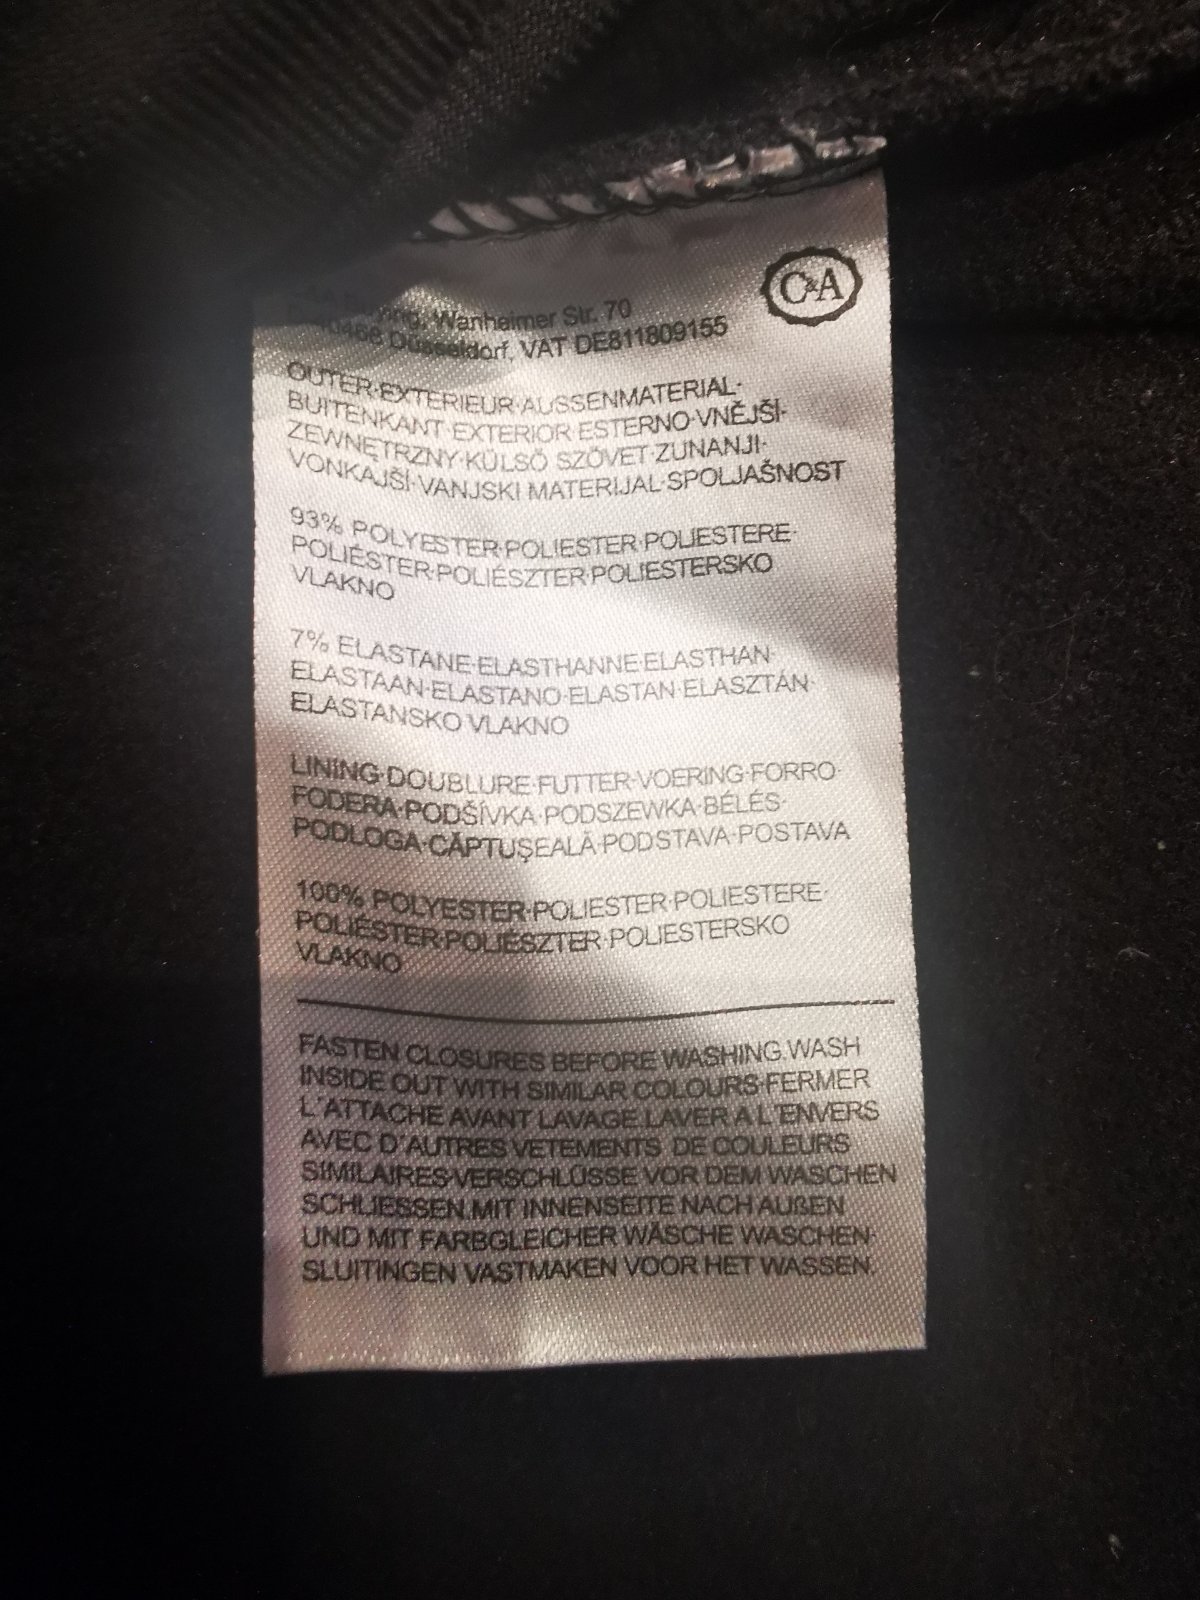 C&A
Buying, Wanheimer Str. 70
D-40468 Düsseldorf, VAT DE811809155
OUTER·EXTERIEUR·AUSSENMATERIAL·
BUITENKANT·EXTERIOR·ESTERNO·VNĚJŠÍ·
ZEWNĘTRZNY·KÜLSŐ SZÖVET·ZUNANJI·
VONKAJŠÍ·VANJSKI MATERIJAL·SPOLJAŠNOST
93% POLYESTER·POLIESTER·POLIESTERE·
POLIÉSTER·POLIÉSZTER·POLIESTERSKO
VLAKNO
7% ELASTANE·ELASTHANNE·ELASTHAN·
ELASTAAN·ELASTANO·ELASTAN·ELASZTÁN·
ELASTANSKO VLAKNO
LINING·DOUBLURE·FUTTER·VOERING·FORRO·
FODERA·PODŠÍVKA·PODSZEWKA·BÉLÉS·
PODLOGA·CĂPTUŞEALĂ·PODSTAVA·POSTAVA
100% POLYESTER·POLIESTER·POLIESTERE·
POLIÉSTER·POLIÉSZTER·POLIESTERSKO
VLAKNO
FASTEN CLOSURES BEFORE WASHING.WASH
INSIDE OUT WITH SIMILAR COLOURS·FERMER
L'ATTACHE AVANT LAVAGE.LAVER A L'ENVERS
AVEC D'AUTRES VETEMENTS DE COULEURS
SIMILAIRES·VERSCHLÜSSE VOR DEM WASCHEN
SCHLIESSEN.MIT INNENSEITE NACH AUßEN
UND MIT FARBGLEICHER WÄSCHE WASCHEN·
SLUITINGEN VASTMAKEN VOOR HET WASSEN.